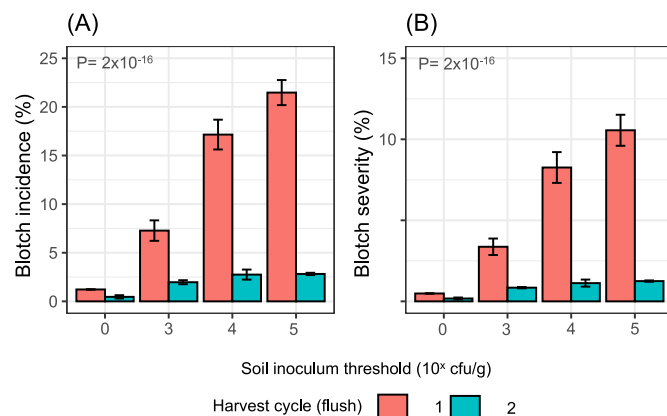 (A)
(B)
P= 2x10⁻¹⁶
P= 2x10⁻¹⁶
Blotch incidence (%)
25
20
15
10
5
0
Blotch severity (%)
15
10
0 3 4 5
0 3 4 5
Soil inoculum threshold (10ˣ cfu/g)
Harvest cycle (flush) 1 2